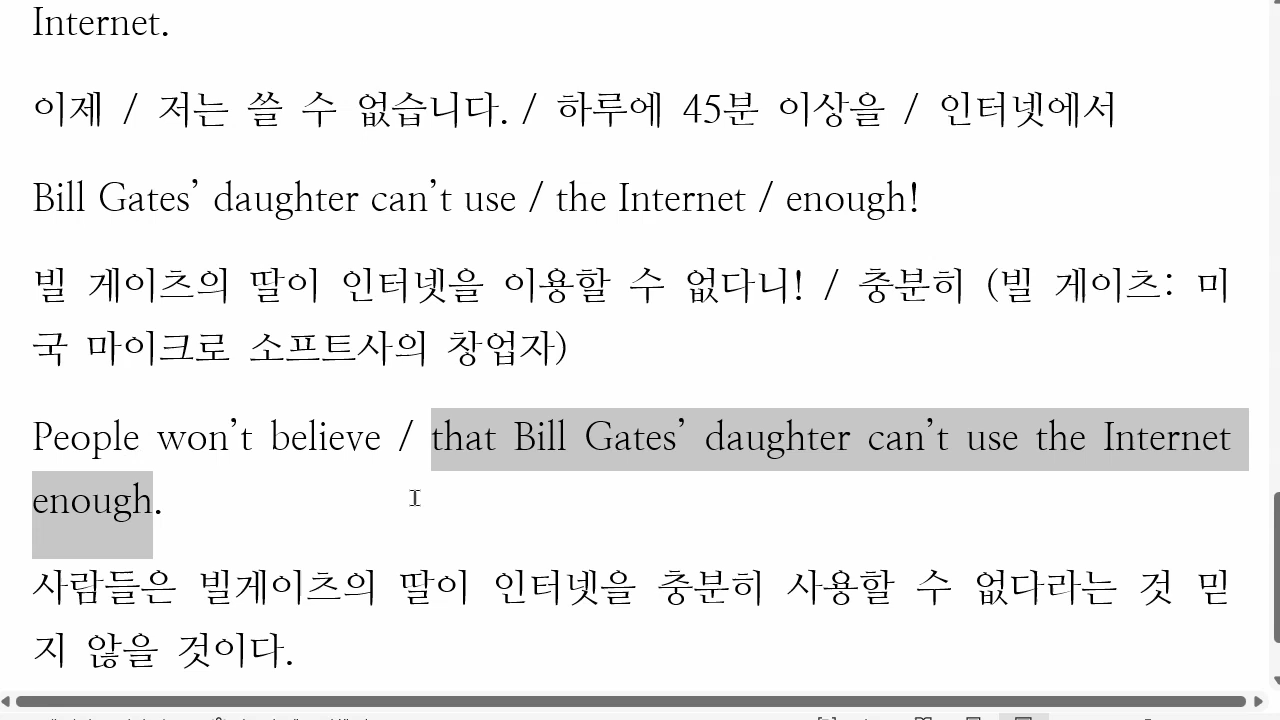 Internet.
이제 / 저는 쓸 수 없습니다. / 하루에 45분 이상을 / 인터넷에서
Bill Gates’ daughter can’t use / the Internet / enough!
빌 게이츠의 딸이 인터넷을 이용할 수 없다니! / 충분히 (빌 게이츠: 미
국 마이크로 소프트사의 창업자)
People won’t believe / that Bill Gates’ daughter can’t use the Internet
enough.
사람들은 빌게이츠의 딸이 인터넷을 충분히 사용할 수 없다라는 것 믿
지 않을 것이다.